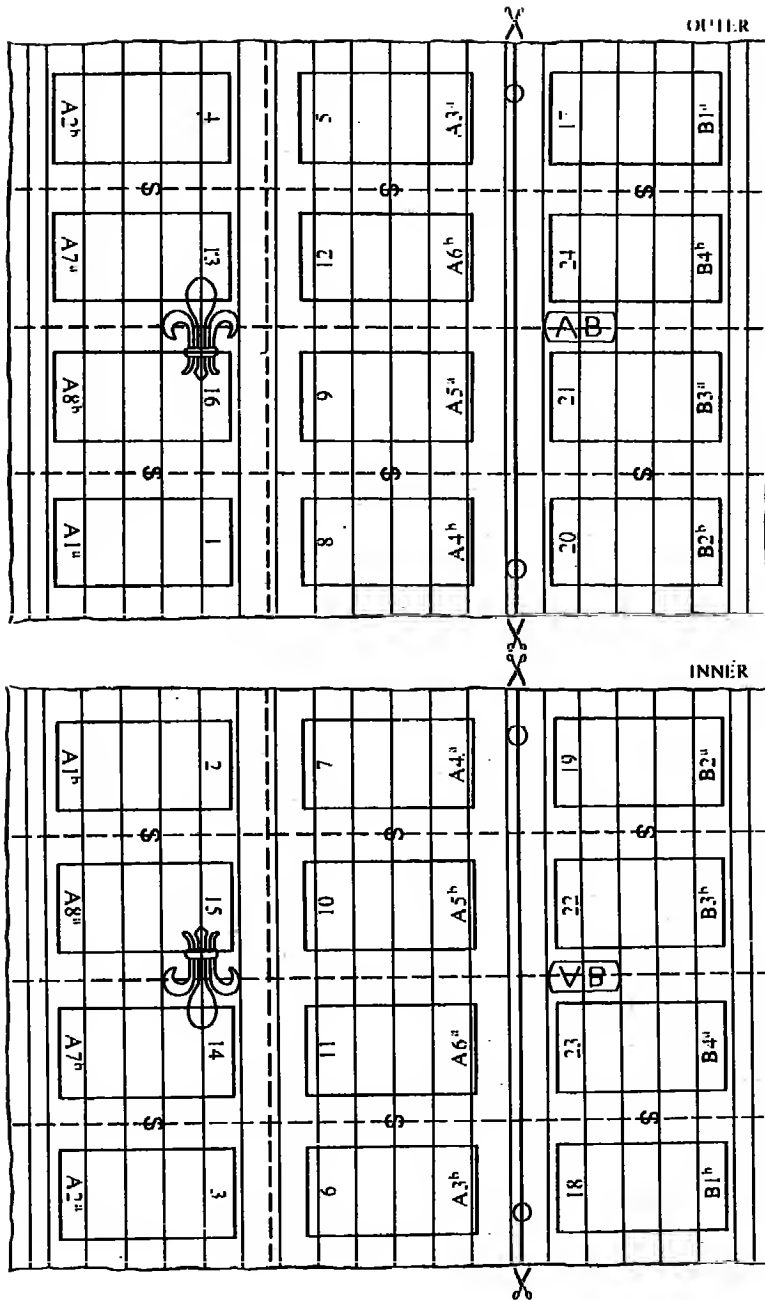 OUTER
A2ᵇ 4 5 A3ᵃ 17 B1ᵃ
S S S
A7ᵃ 13 12 A6ᵇ 24 B4ᵇ
AB
A8ᵇ 16 9 A5ᵃ 21 B3ᵃ
S S S
A1ᵃ 1 8 A4ᵇ 20 B2ᵇ
INNER
A1ᵇ 2 7 A4ᵃ 19 B2ᵃ
S S S
A8ᵃ 15 10 A5ᵇ 22 B3ᵇ
AB
A7ᵇ 14 11 A6ᵃ 23 B4ᵃ
S S S
A2ᵃ 3 6 A3ᵇ 18 B1ᵇ